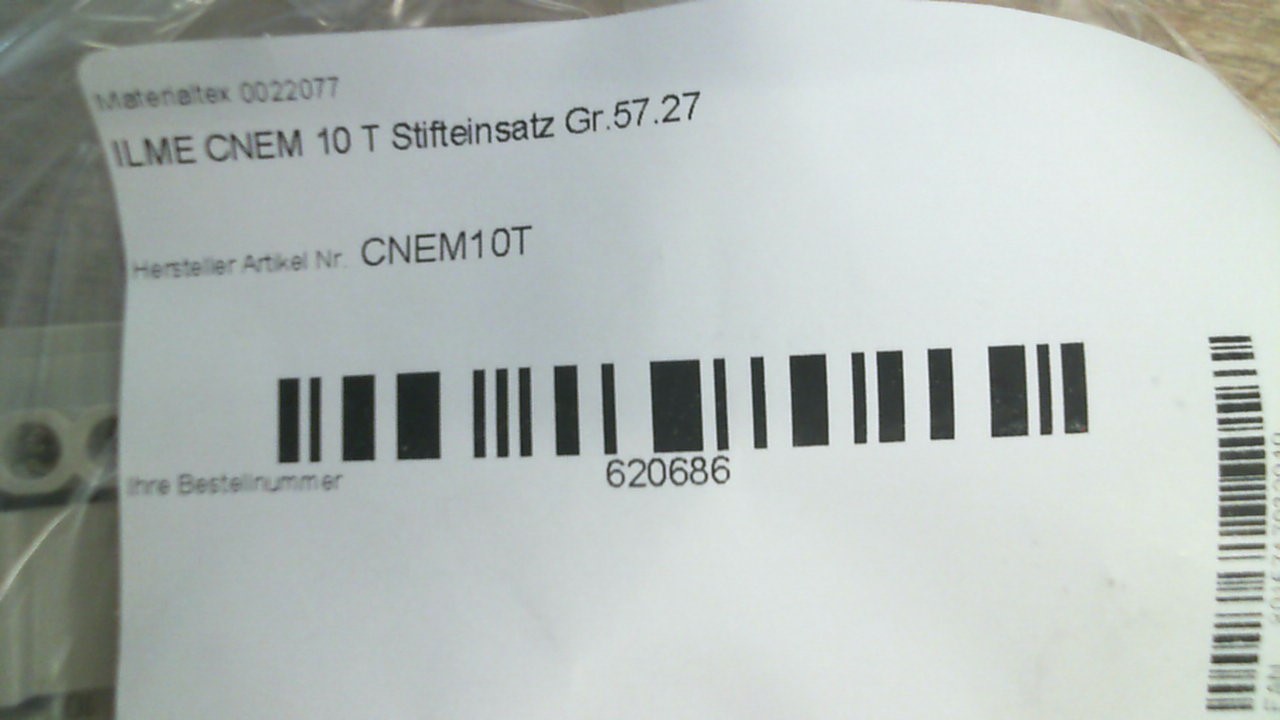 Materialtex 0022077
ILME CNEM 10 T Stifteinsatz Gr.57.27
Hersteller Artikel Nr. CNEM10T
620686
Ihre Bestellnummer